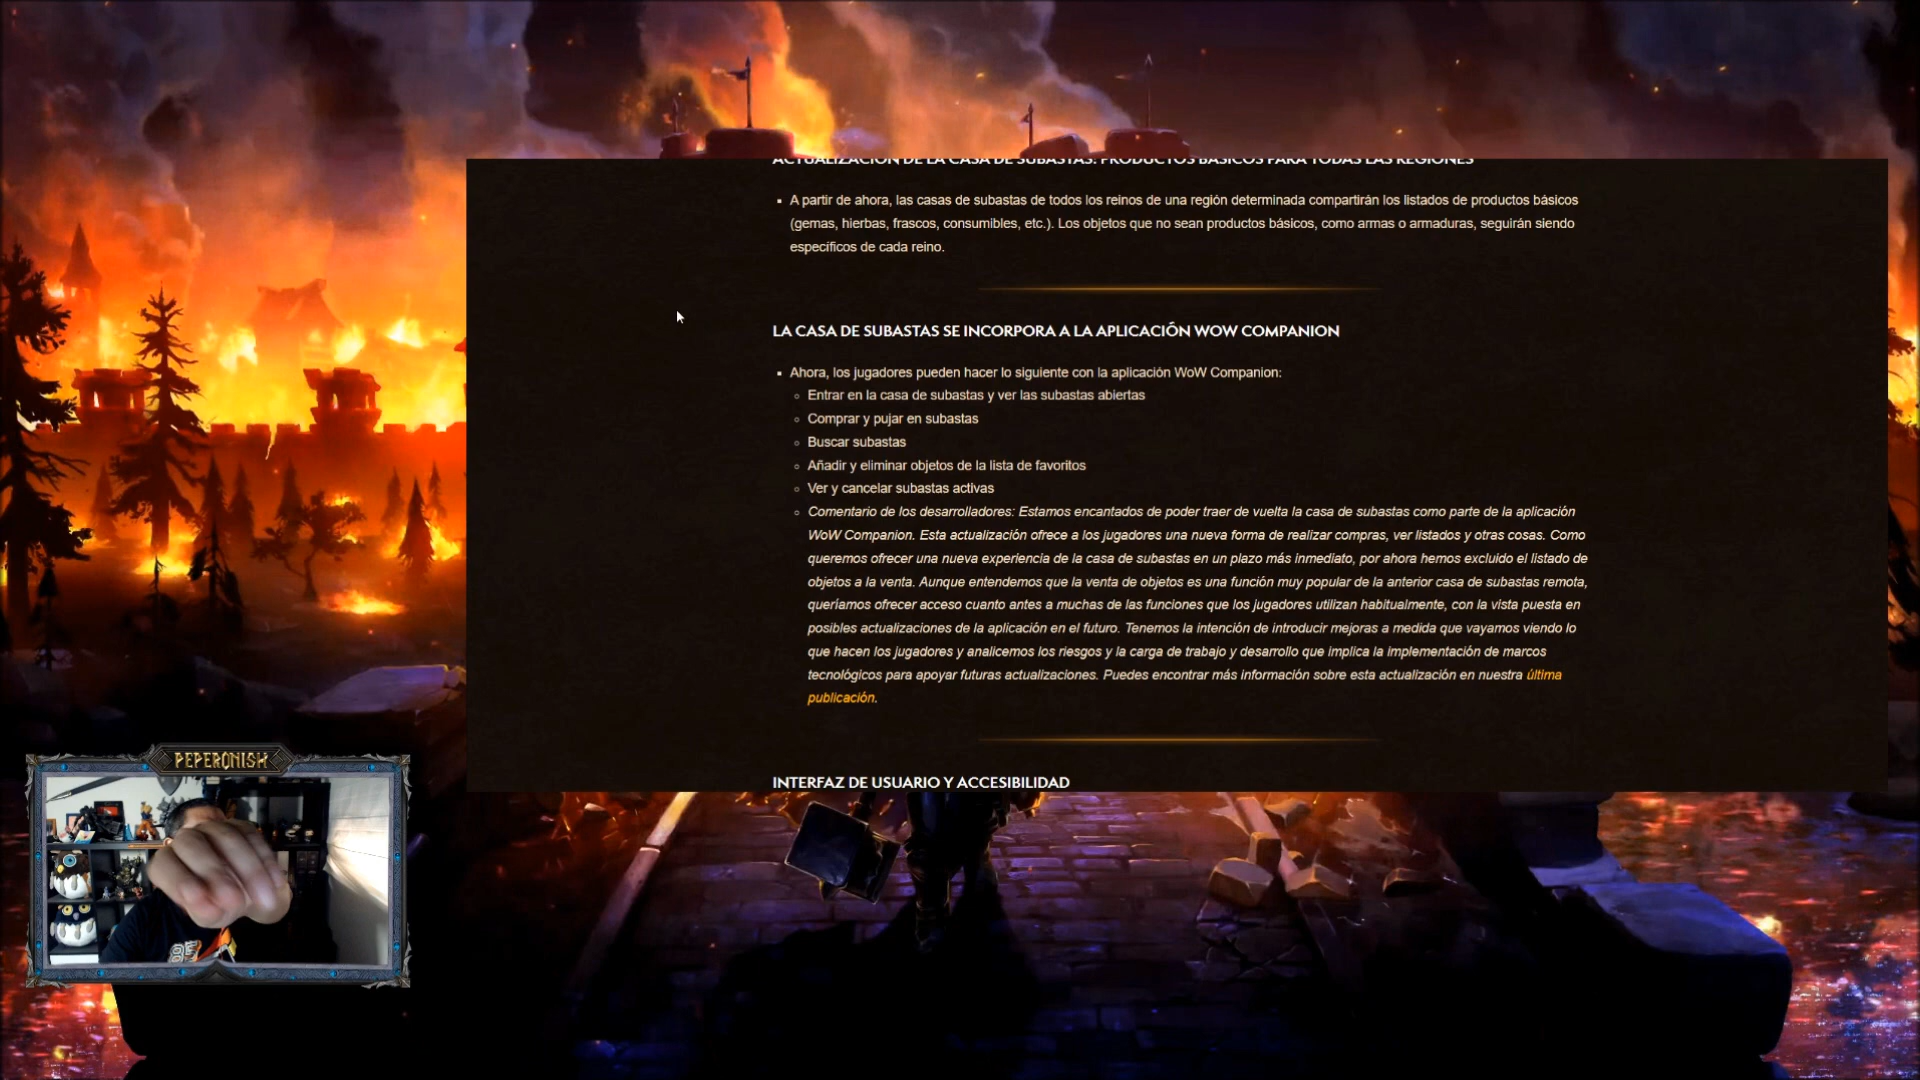 ACTUALIZACIÓN DE LA CASA DE SUBASTAS: PRODUCTOS BÁSICOS PARA TODAS LAS REGIONES
▪ A partir de ahora, las casas de subastas de todos los reinos de una región determinada compartirán los listados de productos básicos
(gemas, hierbas, frascos, consumibles, etc.). Los objetos que no sean productos básicos, como armas o armaduras, seguirán siendo
específicos de cada reino.
LA CASA DE SUBASTAS SE INCORPORA A LA APLICACIÓN WOW COMPANION
▪ Ahora, los jugadores pueden hacer lo siguiente con la aplicación WoW Companion:
○ Entrar en la casa de subastas y ver las subastas abiertas
○ Comprar y pujar en subastas
○ Buscar subastas
○ Añadir y eliminar objetos de la lista de favoritos
○ Ver y cancelar subastas activas
○ Comentario de los desarrolladores: Estamos encantados de poder traer de vuelta la casa de subastas como parte de la aplicación
WoW Companion. Esta actualización ofrece a los jugadores una nueva forma de realizar compras, ver listados y otras cosas. Como
queremos ofrecer una nueva experiencia de la casa de subastas en un plazo más inmediato, por ahora hemos excluido el listado de
objetos a la venta. Aunque entendemos que la venta de objetos es una función muy popular de la anterior casa de subastas remota,
queríamos ofrecer acceso cuanto antes a muchas de las funciones que los jugadores utilizan habitualmente, con la vista puesta en
posibles actualizaciones de la aplicación en el futuro. Tenemos la intención de introducir mejoras a medida que vayamos viendo lo
que hacen los jugadores y analicemos los riesgos y la carga de trabajo y desarrollo que implica la implementación de marcos
tecnológicos para apoyar futuras actualizaciones. Puedes encontrar más información sobre esta actualización en nuestra última
publicación.
INTERFAZ DE USUARIO Y ACCESIBILIDAD
PEPERONISH